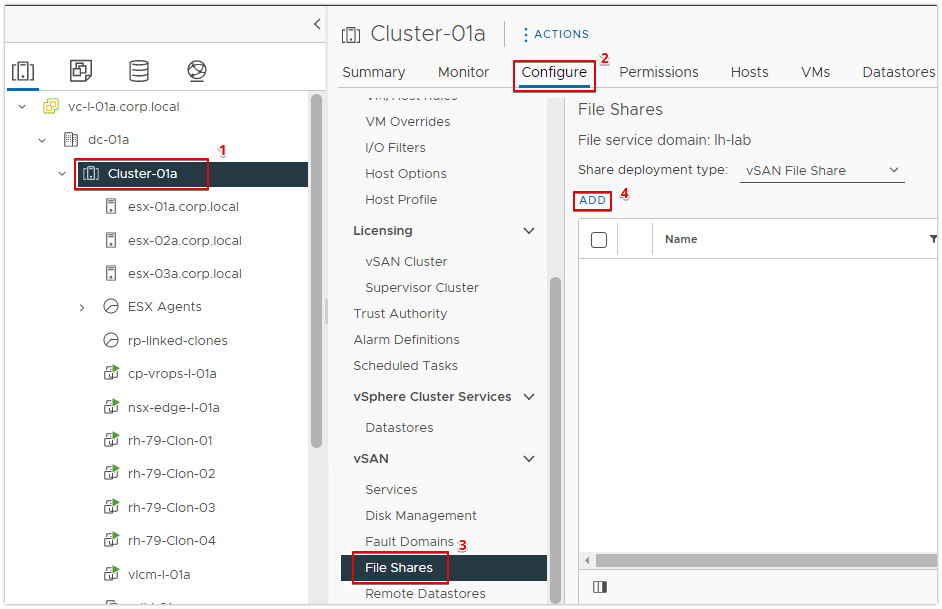 Cluster-01a
ACTIONS
2
Summary
Monitor
Configure
Permissions
Hosts
VMs
Datastores
vc-l-01a.corp.local
dc-01a
1
Cluster-01a
esx-01a.corp.local
esx-02a.corp.local
esx-03a.corp.local
ESX Agents
rp-linked-clones
cp-vrops-l-01a
nsx-edge-l-01a
rh-79-Clon-01
rh-79-Clon-02
rh-79-Clon-03
rh-79-Clon-04
vlcm-l-01a
VM/Host Rules
VM Overrides
I/O Filters
Host Options
Host Profile
Licensing
vSAN Cluster
Supervisor Cluster
Trust Authority
Alarm Definitions
Scheduled Tasks
vSphere Cluster Services
Datastores
vSAN
Services
Disk Management
Fault Domains
3
File Shares
Remote Datastores
File Shares
File service domain: lh-lab
Share deployment type:
vSAN File Share
ADD
4
Name